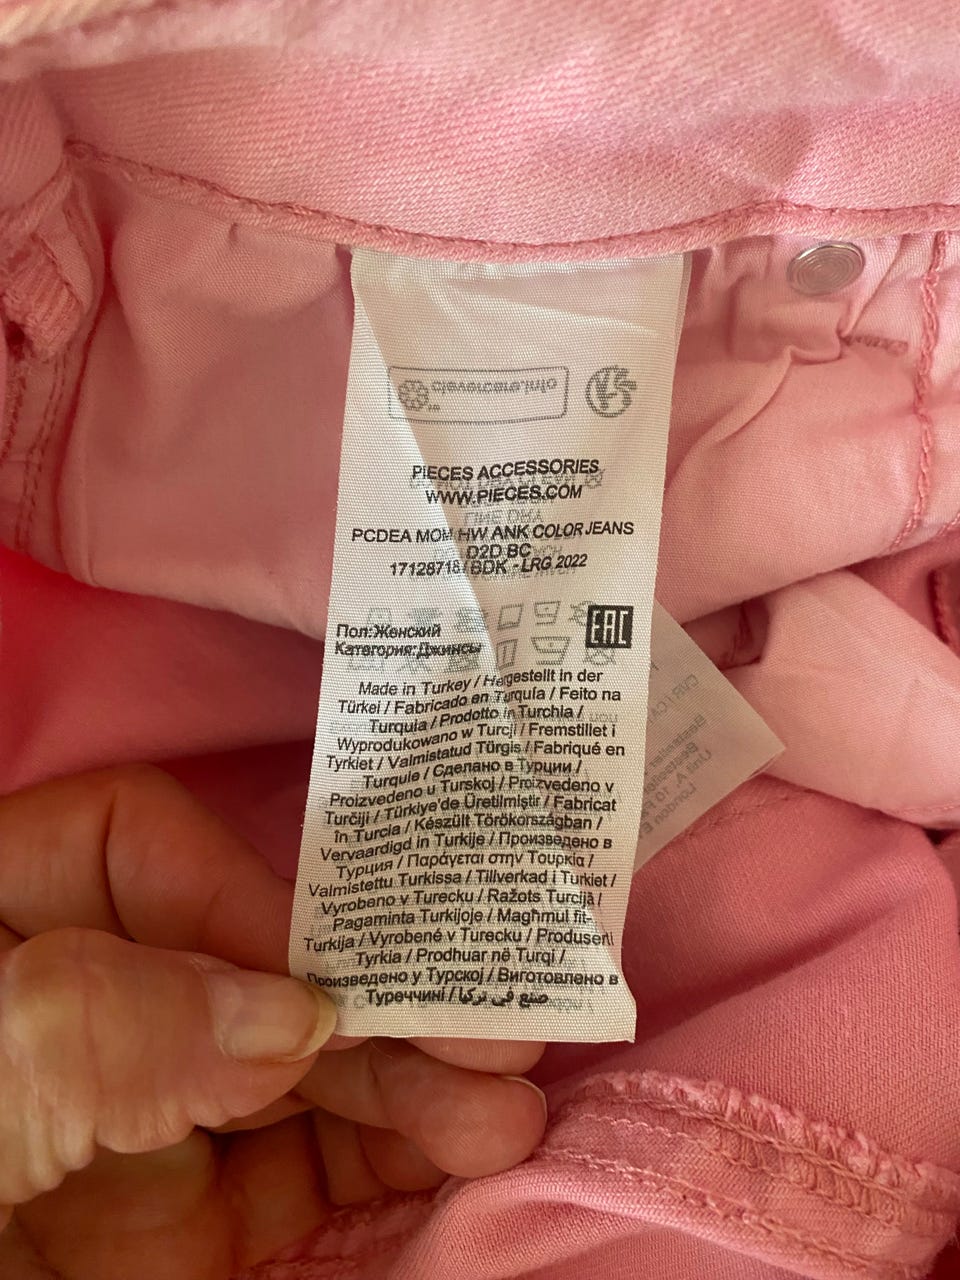 clevercare.info
PIECES ACCESSORIES
WWW.PIECES.COM
PCDEA MOM HW ANK COLOR JEANS
D2D BC
17128718/ BDK - LRG 2022
EAC
Пол:Женский
Категория:Джинсы
Made in Turkey / Hergestellt in der
Türkei / Fabricado en Turquía / Feito na
Turquia / Prodotto in Turchia /
Wyprodukowano w Turcji / Fremstillet i
Tyrkiet / Valmistatud Türgis / Fabriqué en
Turquie / Сделано в Турции /
Proizvedeno u Turskoj / Proizvedeno v
Turčiji / Türkiye'de Üretilmiştir / Fabricat
în Turcia / Készült Törökországban /
Vervaardigd in Turkije / Произведено в
Турция / Παράγεται στην Τουρκία /
Valmistettu Turkissa / Tillverkad i Turkiet /
Vyrobeno v Turecku / Ražots Turcijā /
Pagaminta Turkijoje / Magħmul fit-
Turkija / Vyrobené v Turecku / Produsert i
Tyrkia / Prodhuar në Turqi /
Произведено у Турској / Виготовлено в
Туреччині / صنع في تركيا